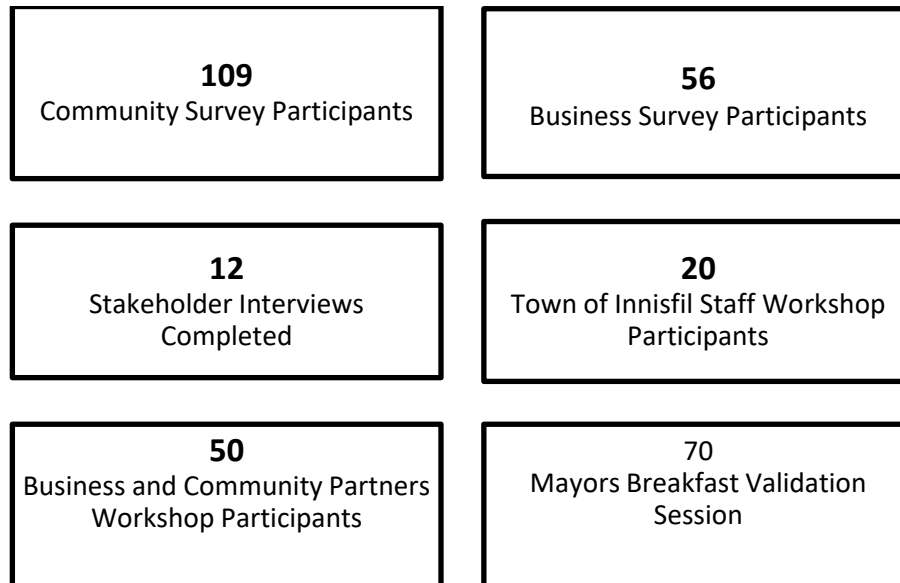 109
Community Survey Participants
56
Business Survey Participants
12
Stakeholder Interviews
Completed
20
Town of Innisfil Staff Workshop
Participants
50
Business and Community Partners
Workshop Participants
70
Mayors Breakfast Validation
Session